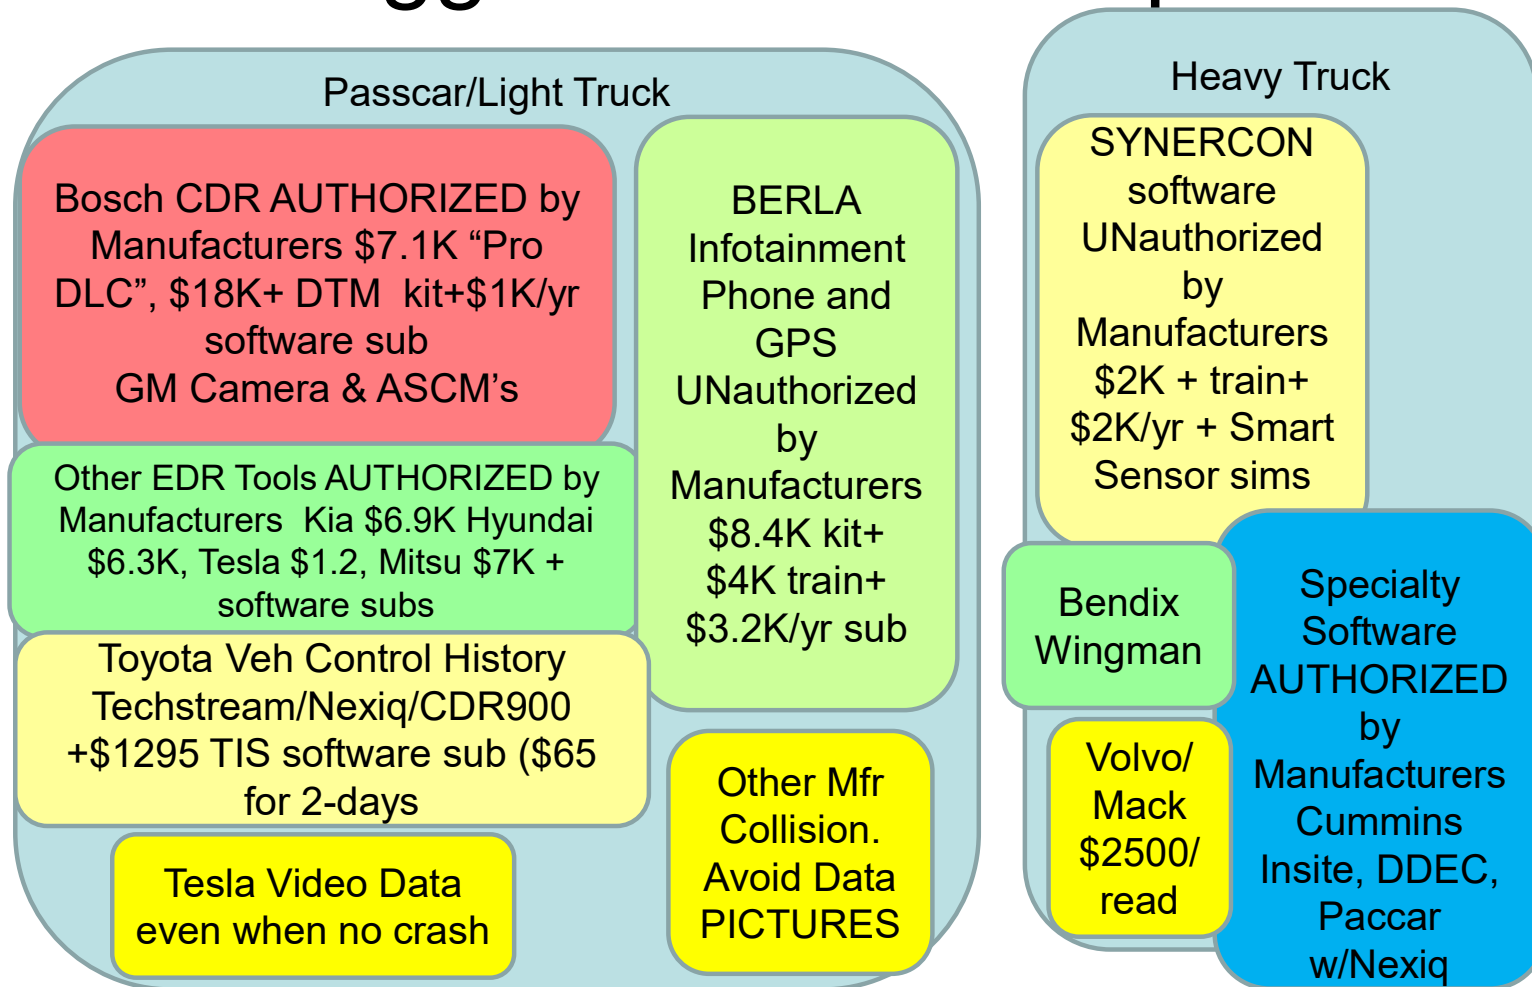 Passcar/Light Truck
Bosch CDR AUTHORIZED by
Manufacturers $7.1K “Pro
DLC”, $18K+ DTM kit+$1K/yr
software sub
GM Camera & ASCM’s
Other EDR Tools AUTHORIZED by
Manufacturers Kia $6.9K Hyundai
$6.3K, Tesla $1.2, Mitsu $7K +
software subs
Toyota Veh Control History
Techstream/Nexiq/CDR900
+$1295 TIS software sub ($65
for 2-days
Tesla Video Data
even when no crash
BERLA
Infotainment
Phone and
GPS
UNauthorized
by
Manufacturers
$8.4K kit+
$4K train+
$3.2K/yr sub
Other Mfr
Collision.
Avoid Data
PICTURES
Heavy Truck
SYNERCON
software
UNauthorized
by
Manufacturers
$2K + train+
$2K/yr + Smart
Sensor sims
Bendix
Wingman
Volvo/
Mack
$2500/
read
Specialty
Software
AUTHORIZED
by
Manufacturers
Cummins
Insite, DDEC,
Paccar
w/Nexiq